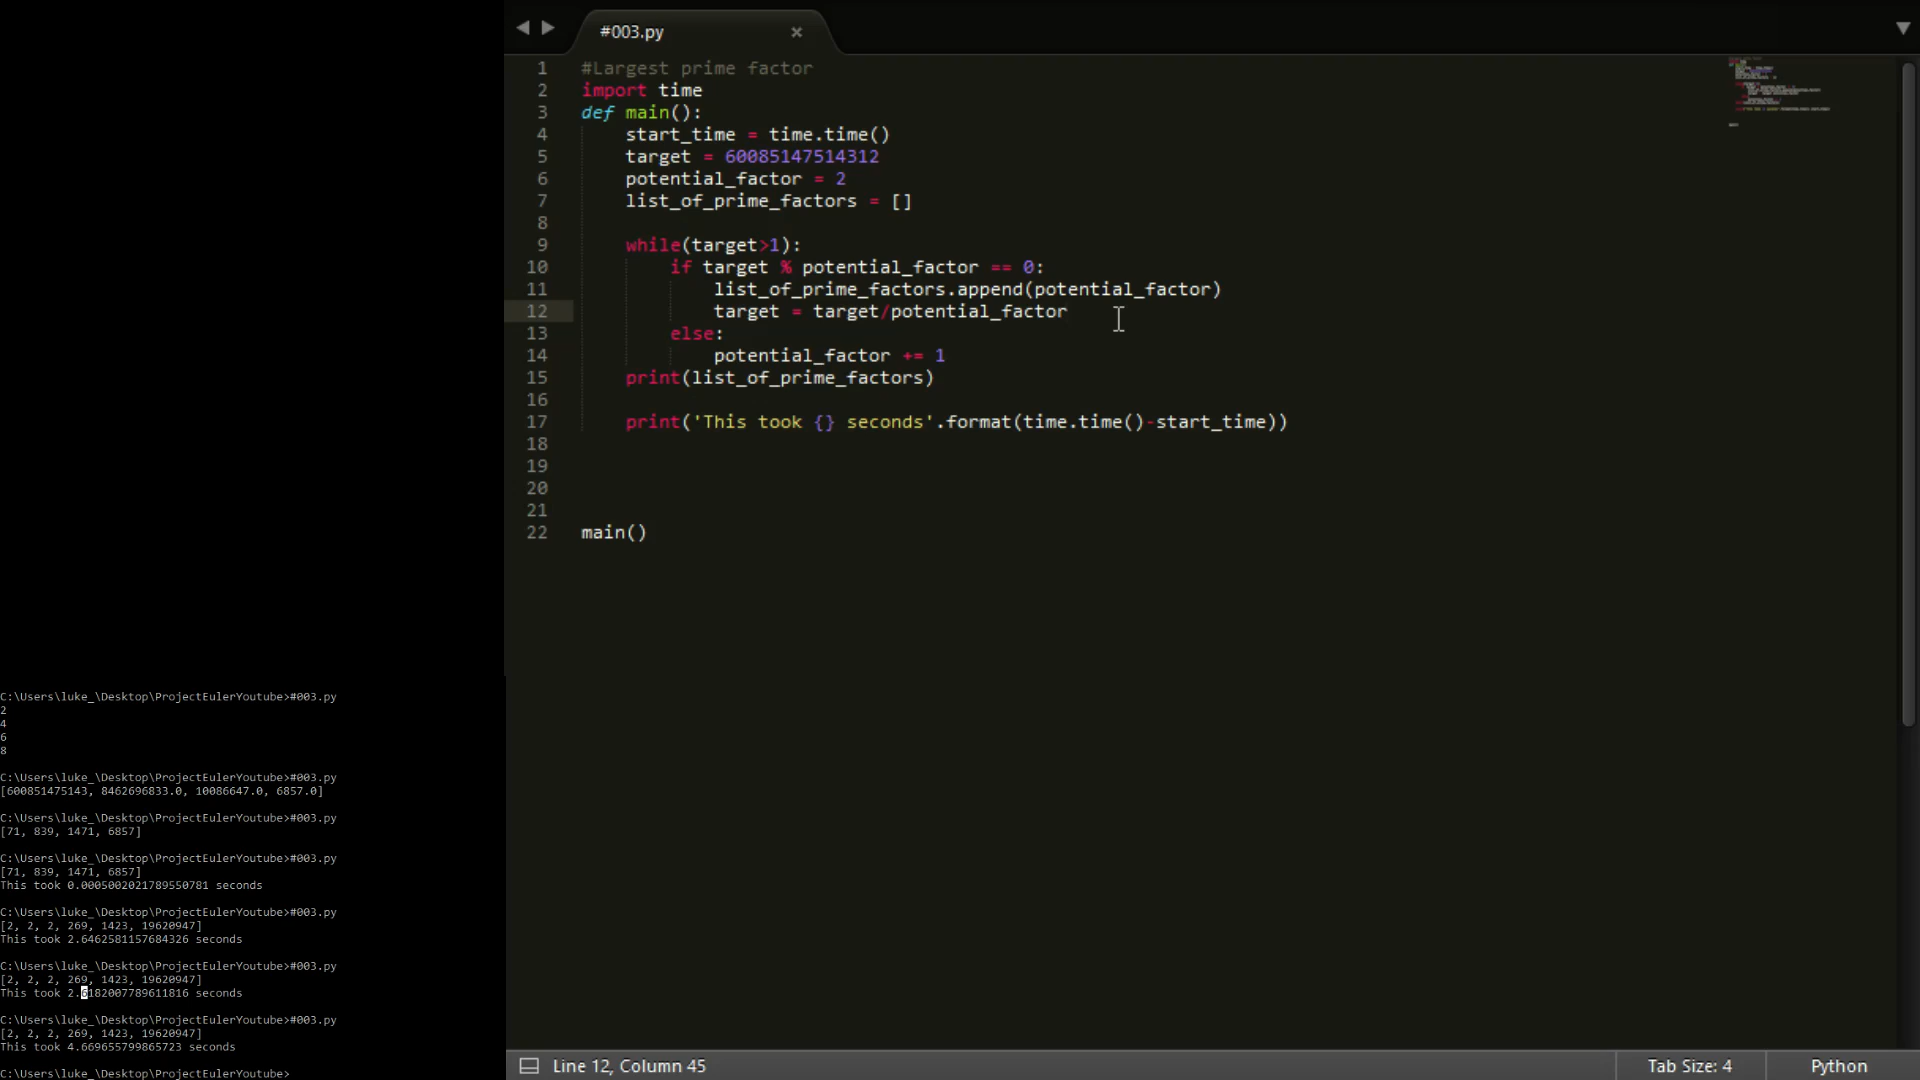 #003.py
1 #Largest prime factor
2 import time
3 def main():
4 start_time = time.time()
5 target = 60085147514312
6 potential_factor = 2
7 list_of_prime_factors = []
8
9 while(target>1):
10 if target % potential_factor == 0:
11 list_of_prime_factors.append(potential_factor)
12 target = target/potential_factor
13 else:
14 potential_factor += 1
15 print(list_of_prime_factors)
16
17 print('This took {} seconds'.format(time.time()-start_time))
18
19
20
21
22 main()
C:\Users\luke_\Desktop\ProjectEulerYoutube>#003.py
2
4
6
8
C:\Users\luke_\Desktop\ProjectEulerYoutube>#003.py
[600851475143, 8462696833.0, 10086647.0, 6857.0]
C:\Users\luke_\Desktop\ProjectEulerYoutube>#003.py
[71, 839, 1471, 6857]
C:\Users\luke_\Desktop\ProjectEulerYoutube>#003.py
[71, 839, 1471, 6857]
This took 0.0005002021789550781 seconds
C:\Users\luke_\Desktop\ProjectEulerYoutube>#003.py
[2, 2, 2, 269, 1423, 19620947]
This took 2.6462581157684326 seconds
C:\Users\luke_\Desktop\ProjectEulerYoutube>#003.py
[2, 2, 2, 269, 1423, 19620947]
This took 2.6182007789611816 seconds
C:\Users\luke_\Desktop\ProjectEulerYoutube>#003.py
[2, 2, 2, 269, 1423, 19620947]
This took 4.669655799865723 seconds
C:\Users\luke_\Desktop\ProjectEulerYoutube>
Line 12, Column 45
Tab Size: 4
Python